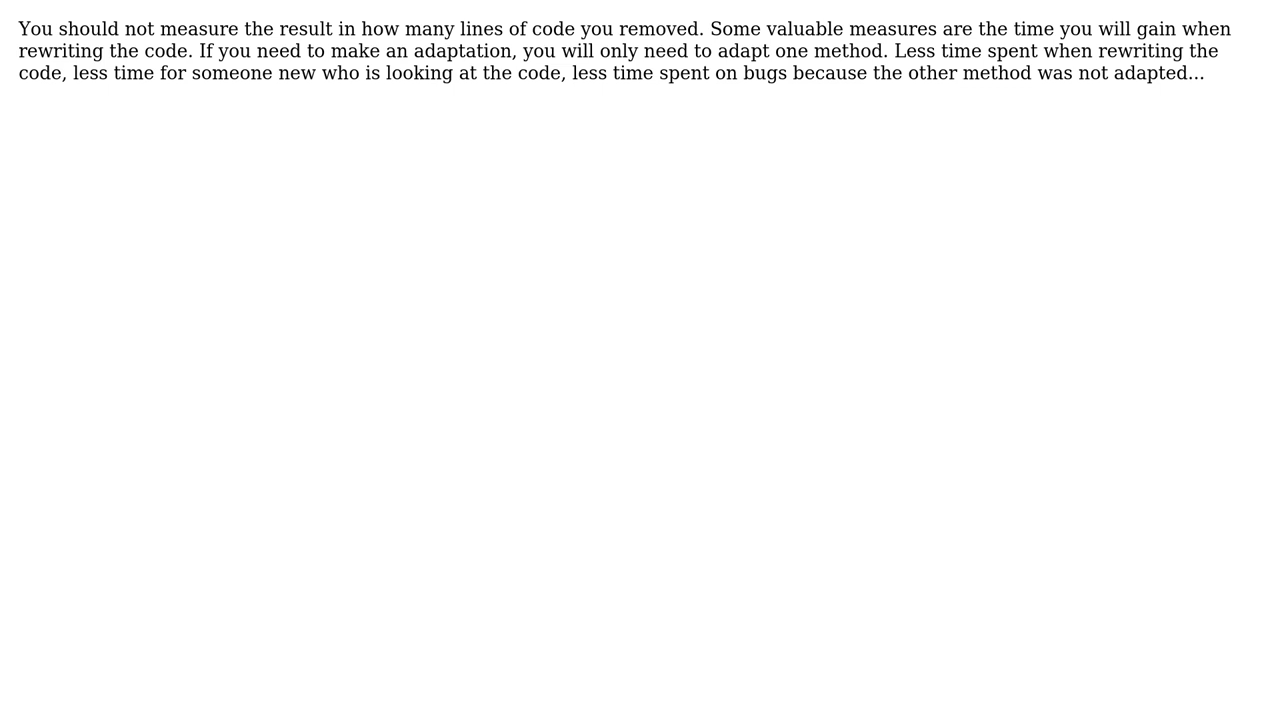 You should not measure the result in how many lines of code you removed. Some valuable measures are the time you will gain when
rewriting the code. If you need to make an adaptation, you will only need to adapt one method. Less time spent when rewriting the
code, less time for someone new who is looking at the code, less time spent on bugs because the other method was not adapted...